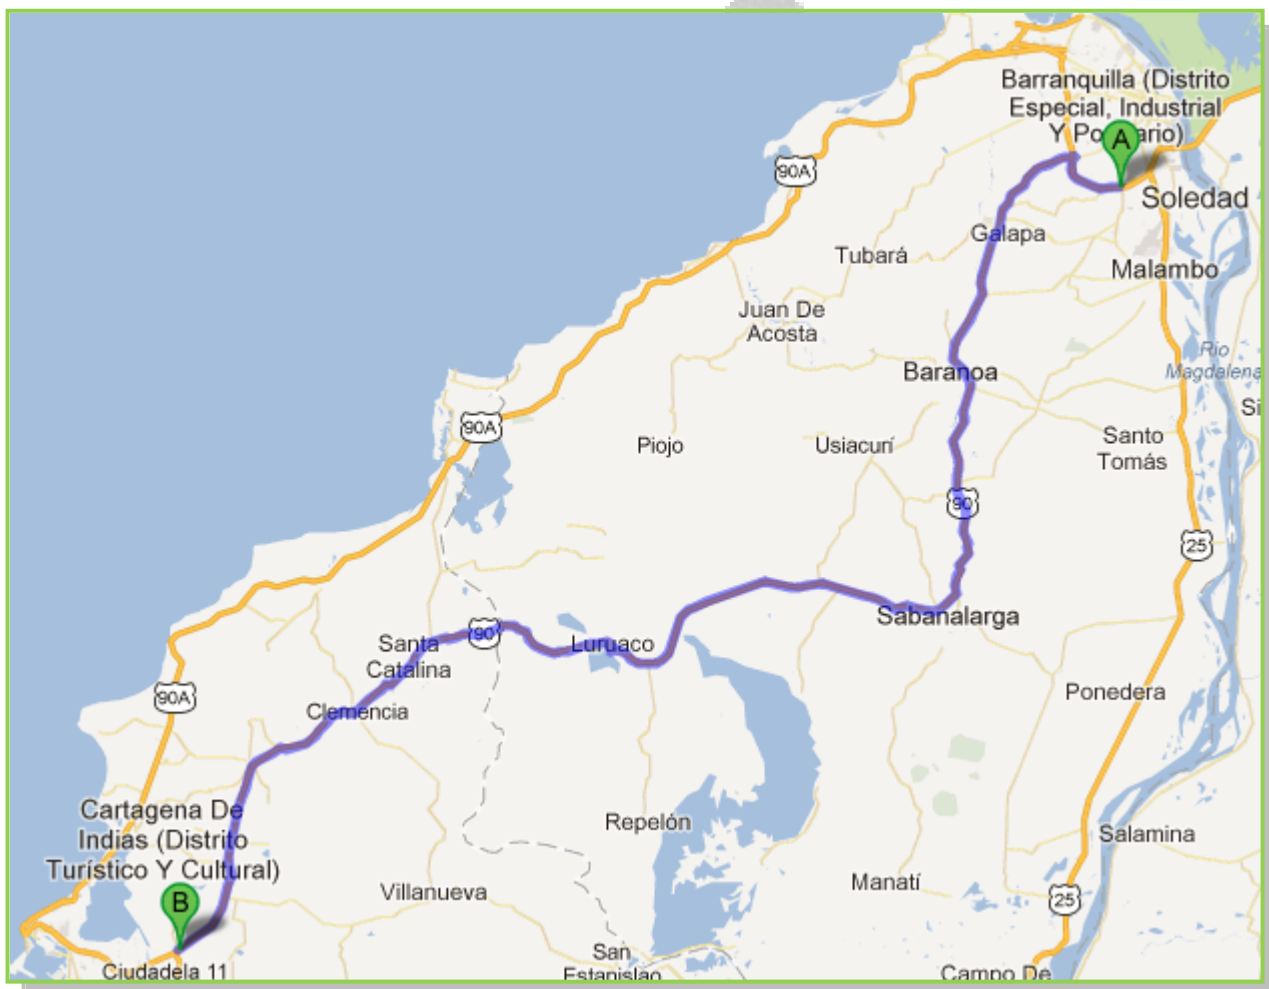 Barranquilla (Distrito
Especial, Industrial
Y Po ario)
A
90A
Soledad
Galapa
Tubará
Malambo
Juan De
Acosta
Rio
Magdalena
Baranoa
Si
90A
Piojo
Usiacurí
Santo
Tomás
90
25
Sabanalarga
90
Santa
Catalina
Luruaco
90A
Ponedera
Clemencia
Cartagena De
Indias (Distrito
Turístico Y Cultural)
Repelón
Salamina
Villanueva
Manatí
B
25
San
Estanislao
Ciudadela 11
Campo De